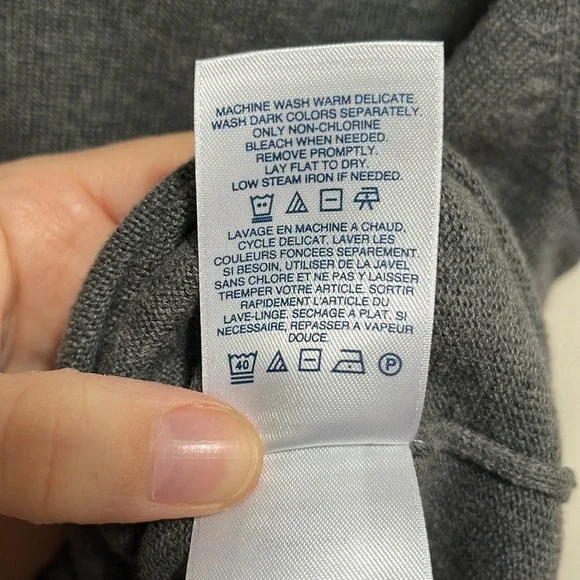 MACHINE WASH WARM DELICATE.
WASH DARK COLORS SEPARATELY.
ONLY NON-CHLORINE
BLEACH WHEN NEEDED.
REMOVE PROMPTLY.
LAY FLAT TO DRY.
LOW STEAM IRON IF NEEDED.
LAVAGE EN MACHINE A CHAUD,
CYCLE DELICAT. LAVER LES
COULEURS FONCÉES SEPAREMENT.
SI BESOIN, UTILISER DE LA JAVEL
SANS CHLORE ET NE PAS Y LAISSER
TREMPER VOTRE ARTICLE. SORTIR
RAPIDEMENT L'ARTICLE DU
LAVE-LINGE. SECHAGE A PLAT. SI
NECESSAIRE, REPASSER A VAPEUR
DOUCE.
40 P